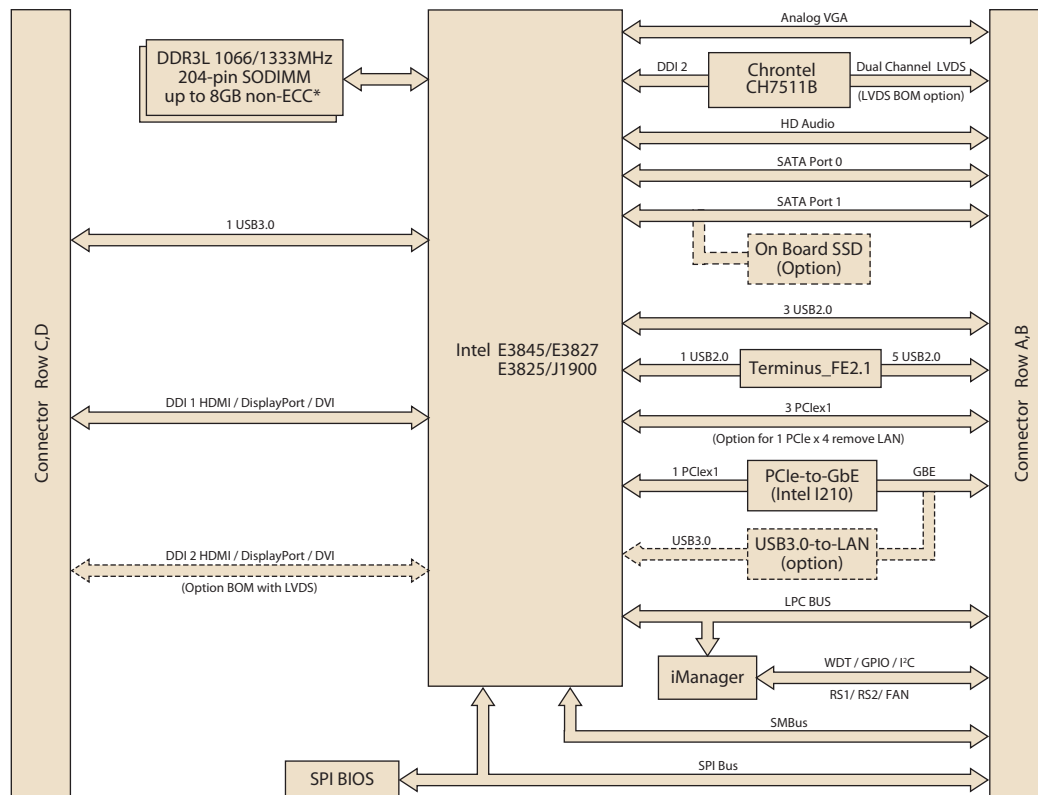 DDR3L 1066/1333MHz
204-pin SODIMM
up to 8GB non-ECC*
Connector Row C,D
1 USB3.0
DDI 1 HDMI / DisplayPort / DVI
DDI 2 HDMI / DisplayPort / DVI
(Option BOM with LVDS)
Intel E3845/E3827
E3825/J1900
Analog VGA
DDI 2
Chrontel
CH7511B
Dual Channel LVDS
(LVDS BOM option)
HD Audio
SATA Port 0
SATA Port 1
On Board SSD
(Option)
3 USB2.0
1 USB2.0
Terminus_FE2.1
5 USB2.0
3 PCIex1
(Option for 1 PCIe x 4 remove LAN)
1 PCIex1
PCIe-to-GbE
(Intel I210)
GBE
USB3.0
USB3.0-to-LAN
(option)
LPC BUS
iManager
WDT / GPIO / I²C
RS1/ RS2/ FAN
SMBus
SPI BIOS
SPI Bus
Connector Row A,B